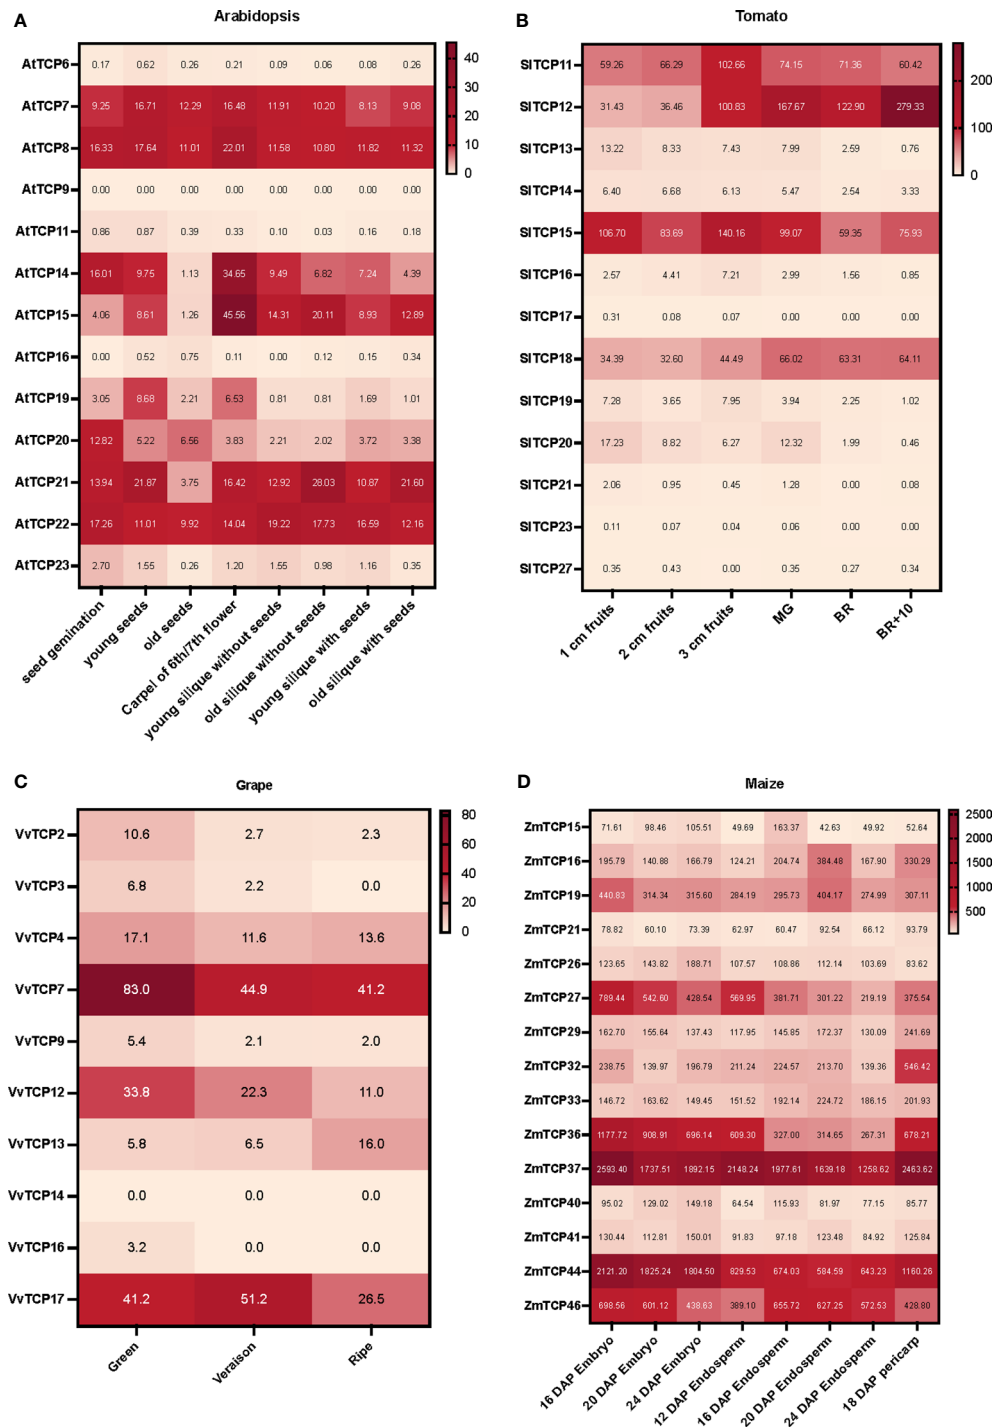 A
Arabidopsis
AtTCP6 0.17 0.62 0.26 0.21 0.09 0.06 0.08 0.26
AtTCP7 9.25 16.71 12.29 16.48 11.91 10.20 8.13 9.08
AtTCP8 16.33 17.64 11.01 22.01 11.58 10.80 11.82 11.32
AtTCP9 0.00 0.00 0.00 0.00 0.00 0.00 0.00 0.00
AtTCP11 0.86 0.87 0.39 0.33 0.10 0.03 0.16 0.18
AtTCP14 16.01 9.75 1.13 34.65 9.49 6.82 7.24 4.39
AtTCP15 4.06 8.61 1.26 45.56 14.31 20.11 8.93 12.89
AtTCP16 0.00 0.52 0.75 0.11 0.00 0.12 0.15 0.34
AtTCP19 3.05 8.68 2.21 6.53 0.81 0.81 1.69 1.01
AtTCP20 12.82 5.22 6.56 3.83 2.21 2.02 3.72 3.38
AtTCP21 13.94 21.87 3.75 16.42 12.92 28.03 10.87 21.60
AtTCP22 17.26 11.01 9.92 14.04 19.22 17.73 16.59 12.16
AtTCP23 2.70 1.55 0.26 1.20 1.55 0.98 1.16 0.35
seed gemination
young seeds
old seeds
Carpel of 6th/7th flower
young silique without seeds
old silique without seeds
young silique with seeds
old silique with seeds
40
30
20
10
0
B
Tomato
SlTCP11 59.26 66.29 102.66 74.15 71.36 60.42
SlTCP12 31.43 36.46 100.83 167.67 122.90 279.33
SlTCP13 13.22 8.33 7.43 7.99 2.59 0.76
SlTCP14 6.40 6.68 6.13 5.47 2.54 3.33
SlTCP15 106.70 83.69 140.16 99.07 59.35 75.93
SlTCP16 2.57 4.41 7.21 2.99 1.56 0.85
SlTCP17 0.31 0.08 0.07 0.00 0.00 0.00
SlTCP18 34.39 32.60 44.49 66.02 63.31 64.11
SlTCP19 7.28 3.65 7.95 3.94 2.25 1.02
SlTCP20 17.23 8.82 6.27 12.32 1.99 0.46
SlTCP21 2.06 0.95 0.45 1.28 0.00 0.08
SlTCP23 0.11 0.07 0.04 0.06 0.00 0.00
SlTCP27 0.35 0.43 0.00 0.35 0.27 0.34
1 cm fruits
2 cm fruits
3 cm fruits
MG
BR
BR+10
200
100
0
C
Grape
VvTCP2 10.6 2.7 2.3
VvTCP3 6.8 2.2 0.0
VvTCP4 17.1 11.6 13.6
VvTCP7 83.0 44.9 41.2
VvTCP9 5.4 2.1 2.0
VvTCP12 33.8 22.3 11.0
VvTCP13 5.8 6.5 16.0
VvTCP14 0.0 0.0 0.0
VvTCP16 3.2 0.0 0.0
VvTCP17 41.2 51.2 26.5
Green
Veraison
Ripe
80
60
40
20
0
D
Maize
ZmTCP15 71.61 98.46 105.51 49.69 163.37 42.63 49.92 52.64
ZmTCP16 195.79 140.88 166.79 124.21 204.74 384.48 167.90 330.29
ZmTCP19 440.83 314.34 315.60 284.19 295.73 404.17 274.99 307.11
ZmTCP21 78.82 60.10 73.39 62.97 60.47 92.54 66.12 93.79
ZmTCP26 123.65 143.82 188.71 107.57 108.86 112.14 103.69 83.62
ZmTCP27 789.44 542.60 428.54 569.95 381.71 301.22 219.19 375.54
ZmTCP29 162.70 155.64 137.43 117.95 145.85 172.37 130.09 241.69
ZmTCP32 238.75 139.97 196.79 211.24 224.57 213.70 139.36 546.42
ZmTCP33 146.72 163.62 149.45 151.52 192.14 224.72 186.15 201.93
ZmTCP36 1177.72 908.91 696.14 609.30 327.00 314.65 267.31 678.21
ZmTCP37 2593.40 1737.51 1892.15 2148.24 1977.61 1639.18 1258.62 2463.62
ZmTCP40 95.02 129.02 149.18 64.54 115.93 81.97 77.15 85.77
ZmTCP41 130.44 112.81 150.01 91.83 97.18 123.48 84.92 125.84
ZmTCP44 2121.20 1825.24 1804.50 829.53 674.03 584.59 643.23 1160.26
ZmTCP46 698.56 601.12 438.63 389.10 655.72 627.25 572.53 428.80
16 DAP Embryo
20 DAP Embryo
24 DAP Embryo
12 DAP Endosperm
16 DAP Endosperm
20 DAP Endosperm
24 DAP Endosperm
18 DAP pericarp
2500
2000
1500
1000
500